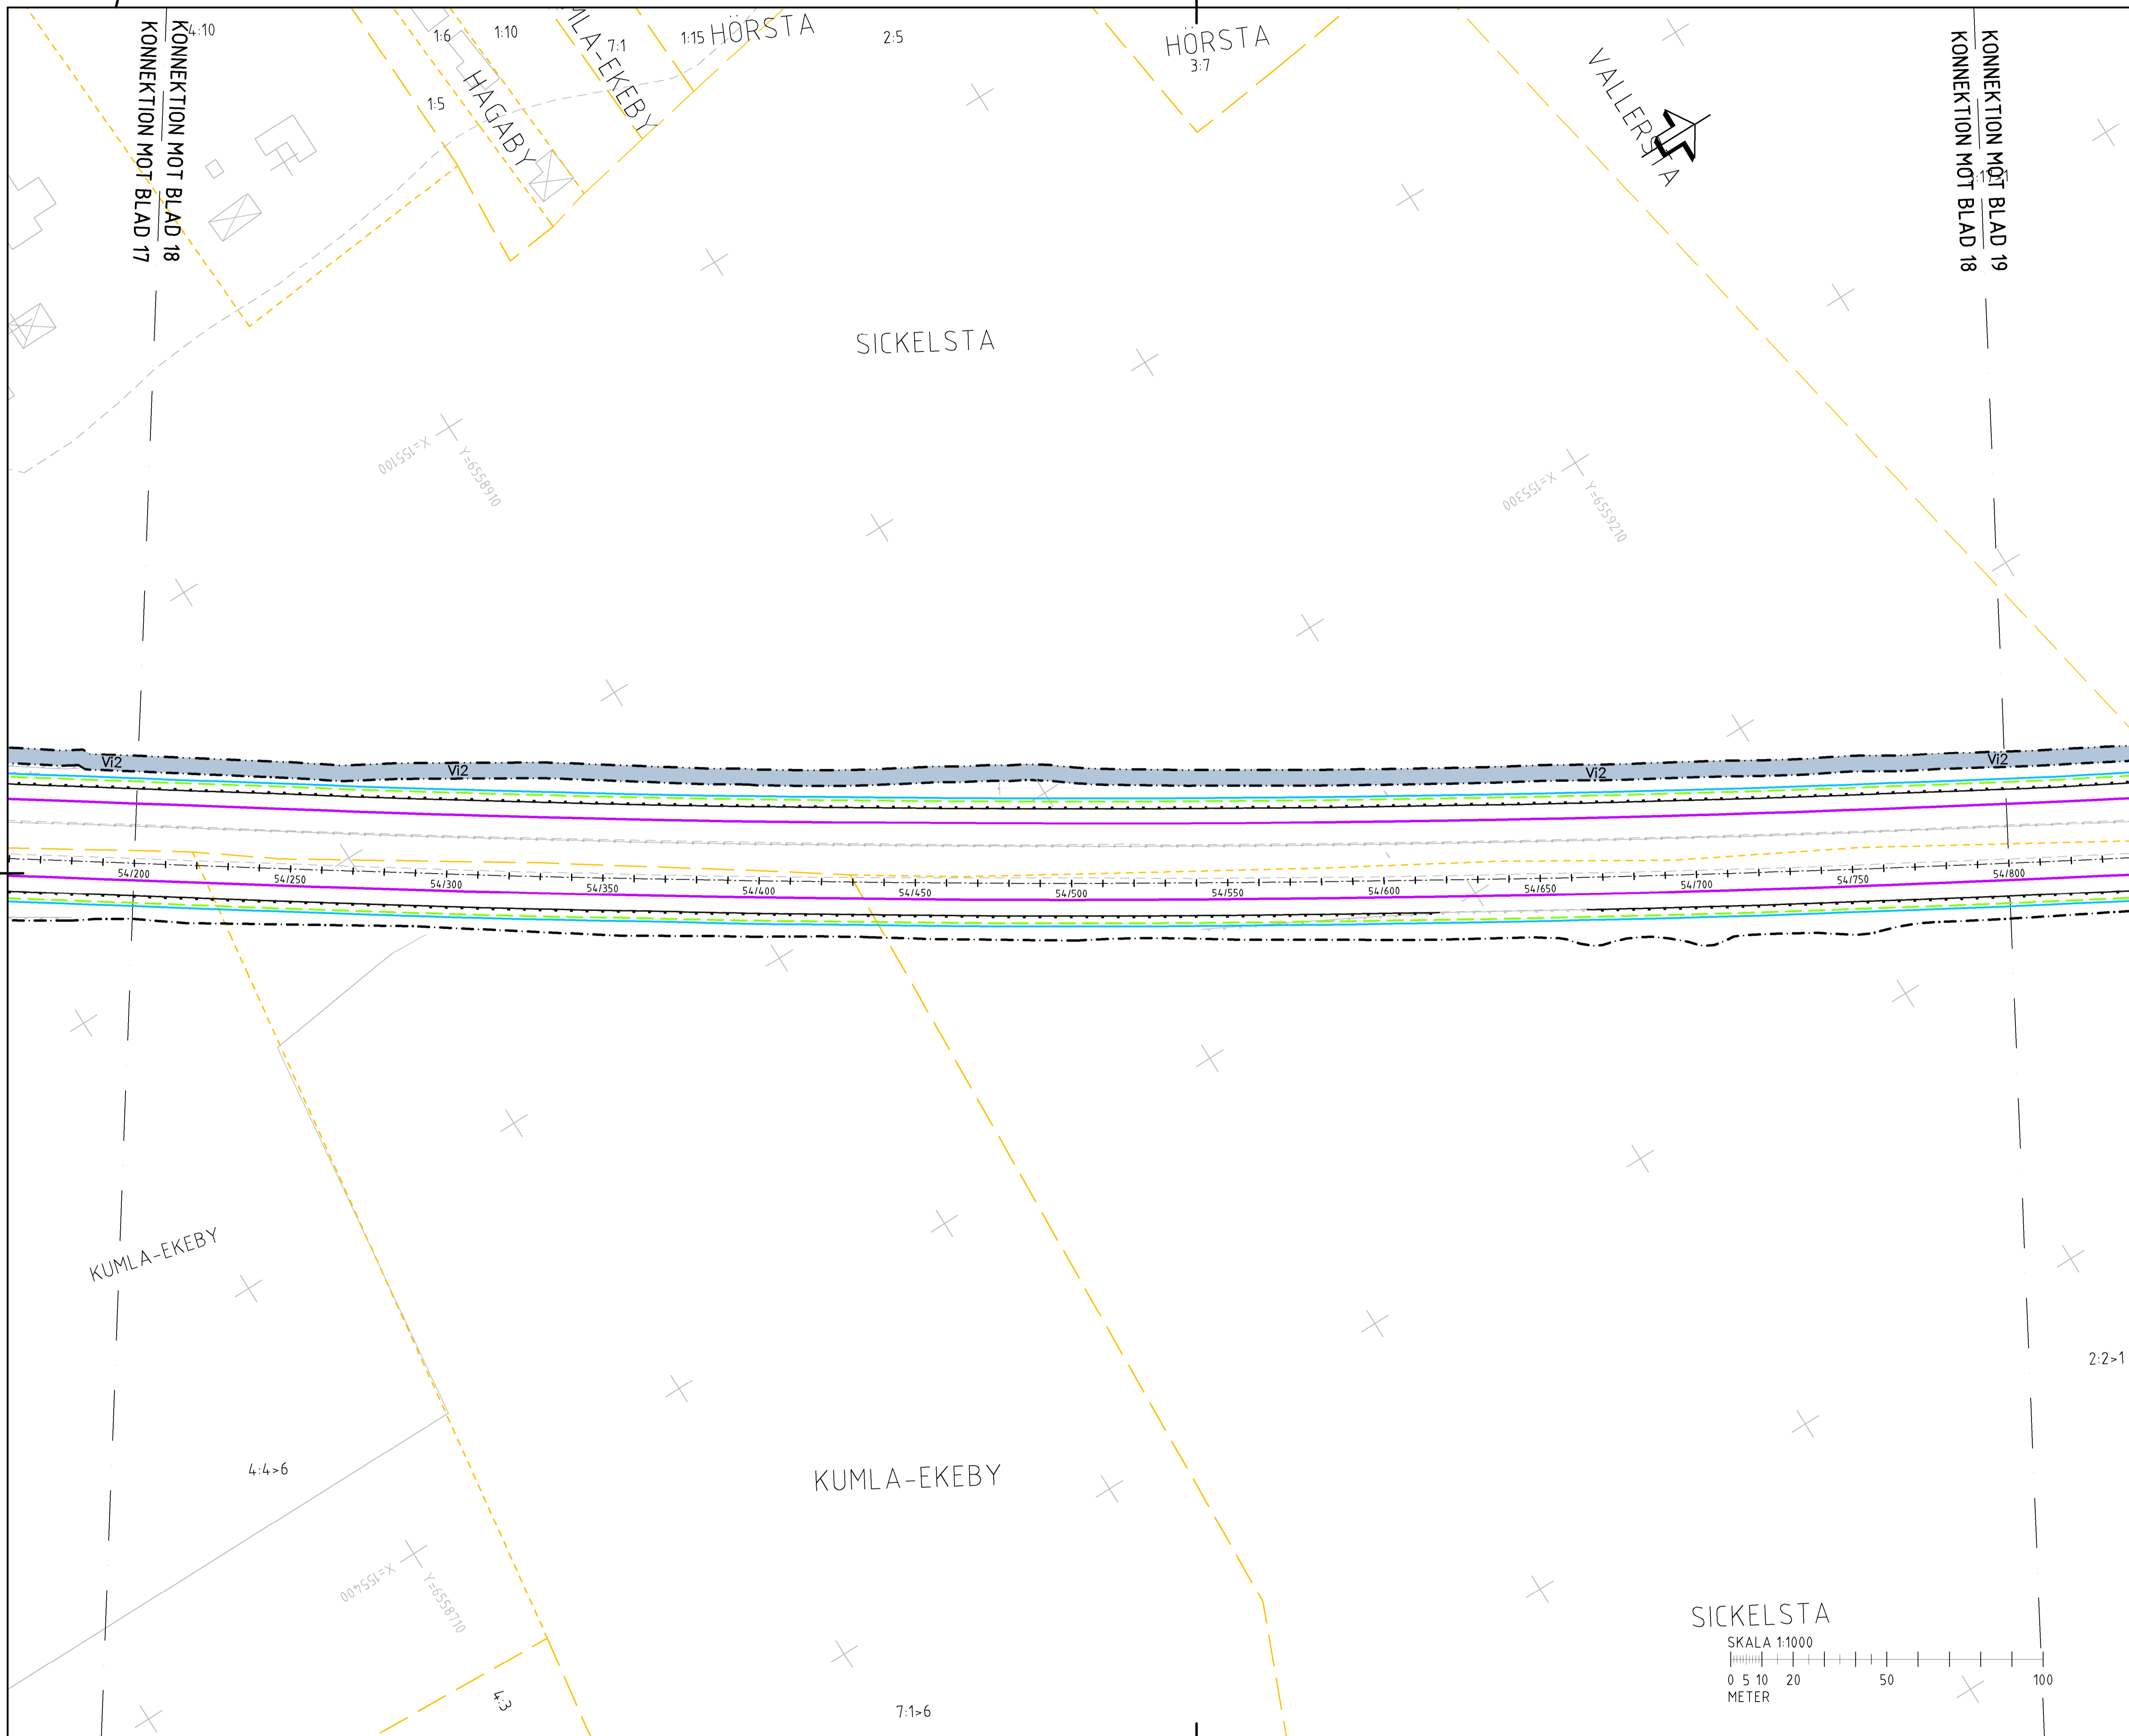 KONNEKTION MOT BLAD 18
KONNEKTION MOT BLAD 17
4:10
1:6
1:10
7:1
1:15
HÖRSTA
2:5
HÖRSTA
3:7
1:5
HAGABY
MLA-EKEBY
VALLERSTA
KONNEKTION MOT BLAD 19
KONNEKTION MOT BLAD 18
SICKELSTA
X=155100
Y=6558910
X=155300
Y=6559210
Vi2
Vi2
Vi2
Vi2
54/200
54/250
54/300
54/350
54/400
54/450
54/500
54/550
54/600
54/650
54/700
54/750
54/800
KUMLA-EKEBY
2:2>1
4:4>6
KUMLA-EKEBY
X=155400
Y=6558710
SICKELSTA
SKALA 1:1000
0 5 10 20 50 100
METER
4:3
7:1>6